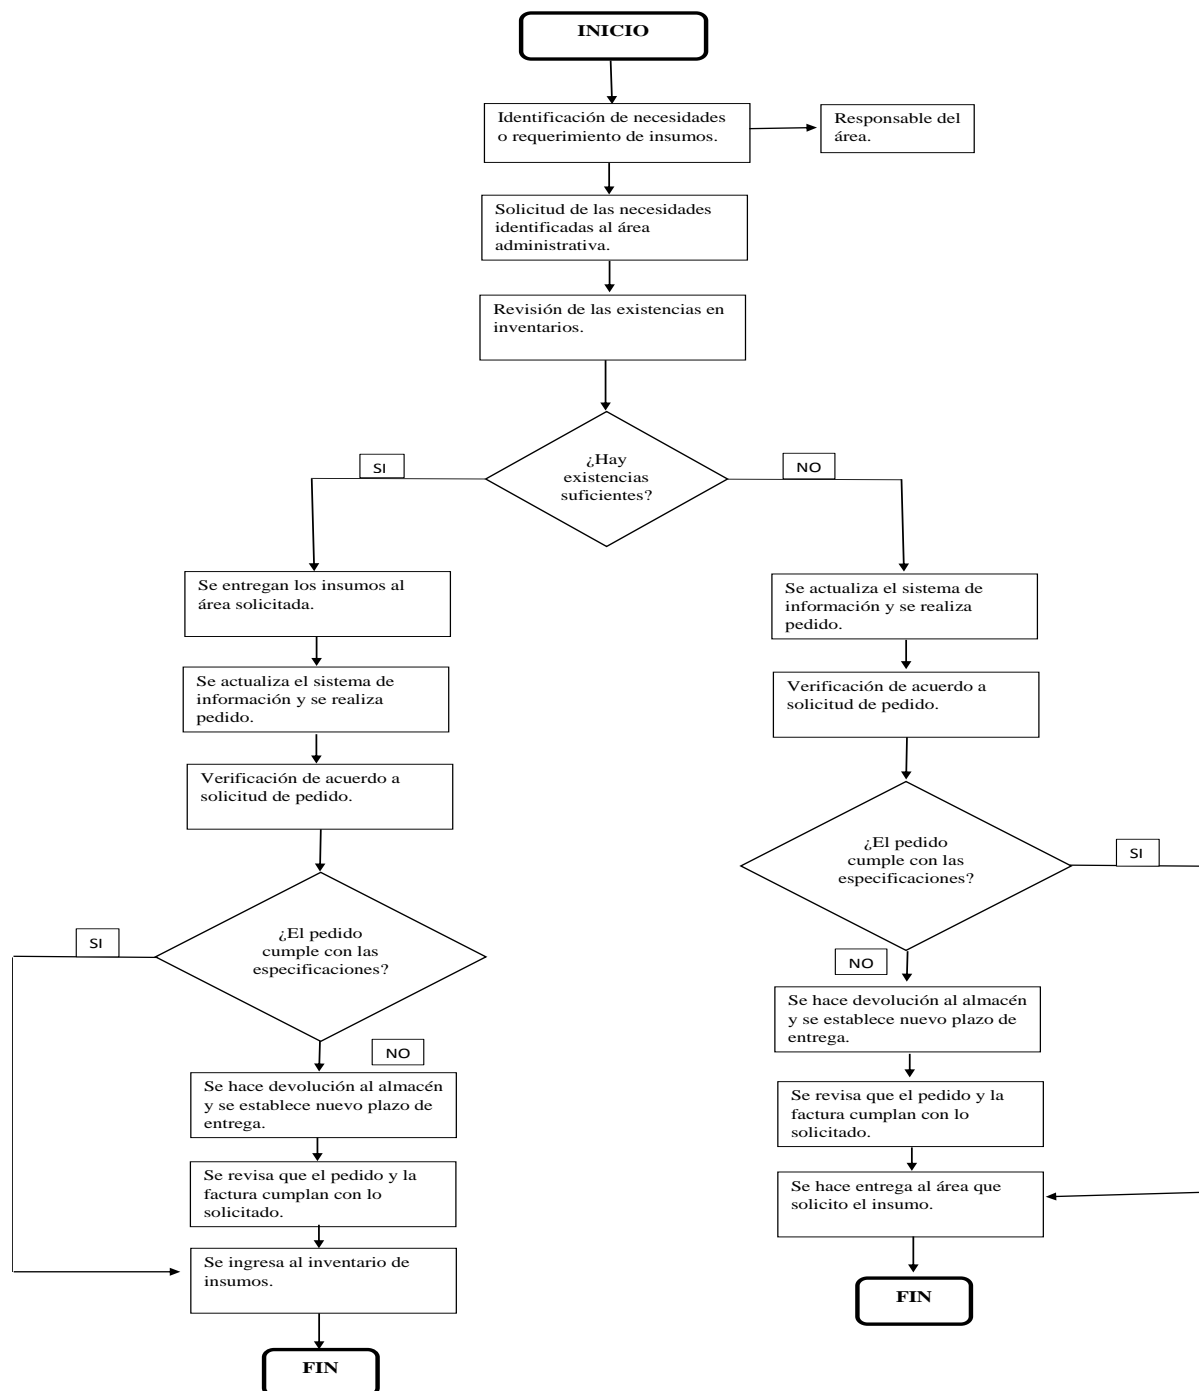 INICIO
Identificación de necesidades
o requerimiento de insumos.
Responsable del
área.
Solicitud de las necesidades
identificadas al área
administrativa.
Revisión de las existencias en
inventarios.
¿Hay
existencias
suficientes?
SI
NO
Se entregan los insumos al
área solicitada.
Se actualiza el sistema de
información y se realiza
pedido.
Verificación de acuerdo a
solicitud de pedido.
¿El pedido
cumple con las
especificaciones?
SI
NO
Se hace devolución al almacén
y se establece nuevo plazo de
entrega.
Se revisa que el pedido y la
factura cumplan con lo
solicitado.
Se ingresa al inventario de
insumos.
FIN
Se actualiza el sistema de
información y se realiza
pedido.
Verificación de acuerdo a
solicitud de pedido.
¿El pedido
cumple con las
especificaciones?
SI
NO
Se hace devolución al almacén
y se establece nuevo plazo de
entrega.
Se revisa que el pedido y la
factura cumplan con lo
solicitado.
Se hace entrega al área que
solicito el insumo.
FIN